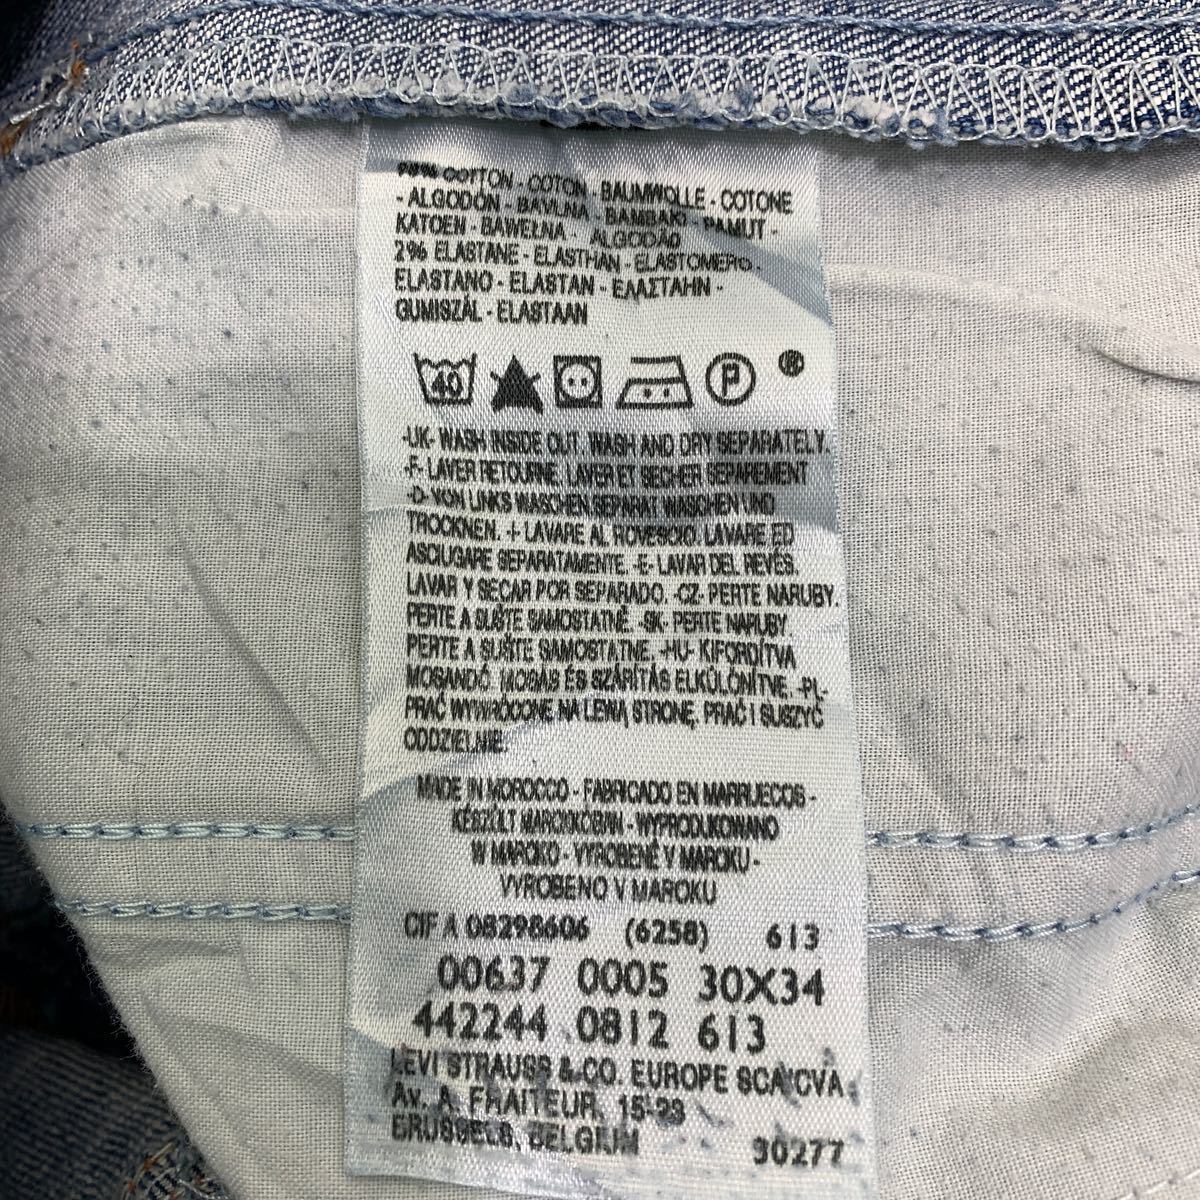 98% COTTON - COTON - BAUMWOLLE - COTONE
- ALGODÓN - BAVLNA - BAMBAKI - PAMUT -
KATOEN - BAWEŁNA - ALGODÃO
2% ELASTANE - ELASTHAN - ELASTOMERO -
ELASTANO - ELASTAN - ΕΛΑΣΤΑΗΝ -
GUMISZÁL - ELASTAAN
40 P ®
-UK- WASH INSIDE OUT. WASH AND DRY SEPARATELY.
-F- LAVER RETOURNE, LAVER ET SECHER SEPAREMENT
-D- VON LINKS WASCHEN SEPARAT WASCHEN UND
TROCKNEN. -I- LAVARE AL ROVESCIO. LAVARE ED
ASCIUGARE SEPARATAMENTE. -E- LAVAR DEL REVÉS.
LAVAR Y SECAR POR SEPARADO. -CZ- PERTE NARUBY.
PERTE A SUŠTE SAMOSTATNĚ. -SK- PERTE NARUBY
PERTE A SUŠTE SAMOSTATNE. -HU- KIFORDÍTVA
MOSANDÓ. MOSÁS ÉS SZÁRÍTÁS ELKÜLÖNÍTVE. -PL-
PRAĆ WYWRÓCONE NA LEWĄ STRONĘ, PRAĆ I SUSZYĆ
ODDZIELNIE.
MADE IN MOROCCO - FABRICADO EN MARRUECOS -
KÉSZÜLT MAROKKÓBAN - WYPRODUKOWANO
W MAROKO - VYROBENÉ V MAROKU -
VYROBENO V MAROKU
CIF A 08298606 (6258) 613
00637 0005 30X34
442244 0812 613
LEVI STRAUSS & CO. EUROPE SCA/CVA
Av. A. FRAITEUR, 15-23
BRUSSELS, BELGIUM 30277